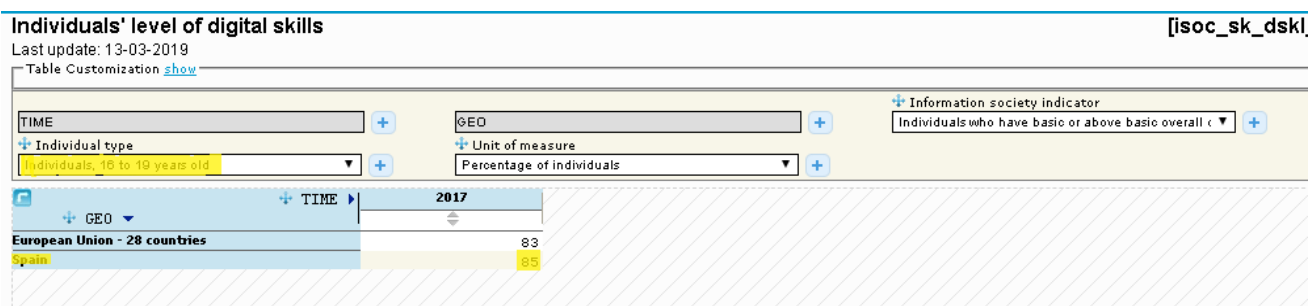 Individuals' level of digital skills [isoc_sk_dskl_
Last update: 13-03-2019
Table Customization show
Information society indicator
TIME GEO Individuals who have basic or above basic overall
Individual type Unit of measure
Individuals, 16 to 19 years old Percentage of individuals
TIME 2017
GEO
European Union - 28 countries 83
Spain 85